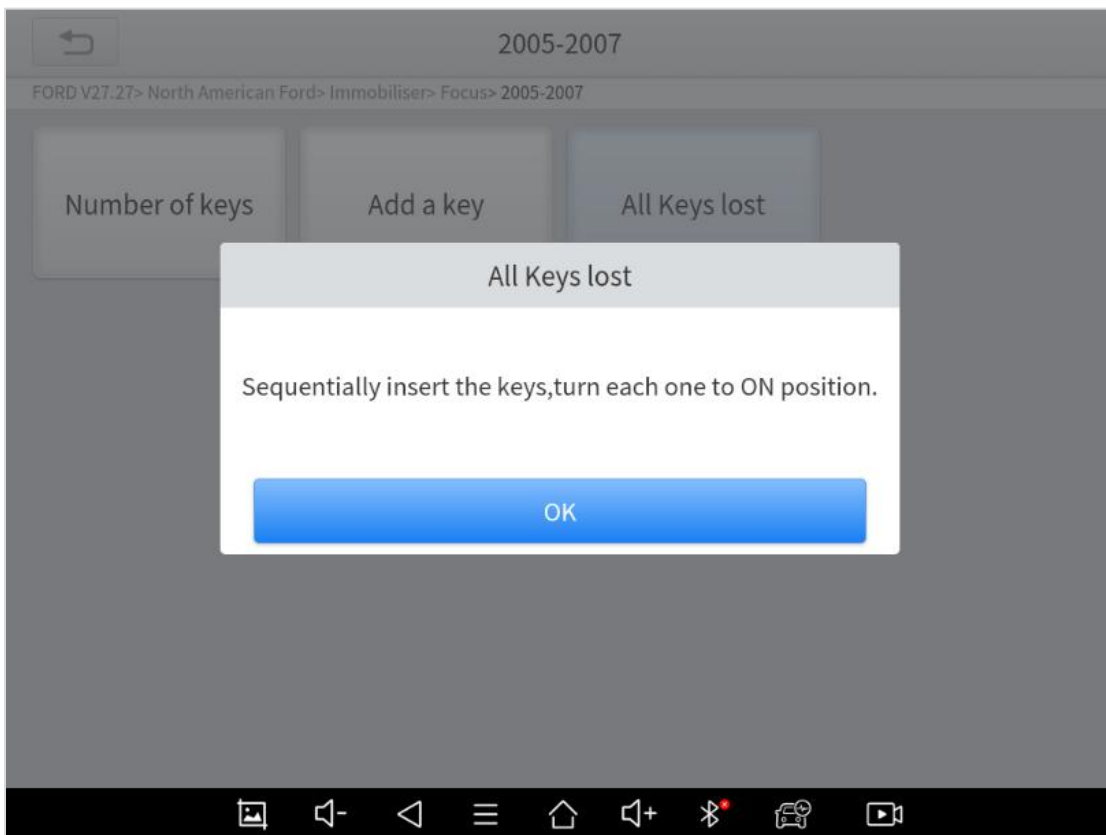 2005-2007
FORD V27.27> North American Ford> Immobiliser> Focus> 2005-2007
Number of keys
Add a key
All Keys lost
All Keys lost
Sequentially insert the keys,turn each one to ON position.
OK